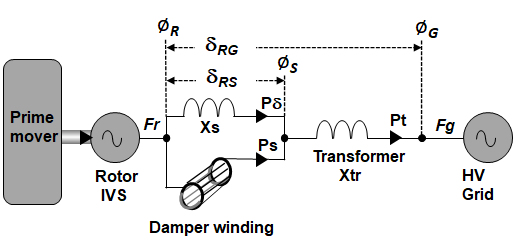 ØR
ØG
δRG
δRS
ØS
Pδ
Prime
mover
Fr
Xs
Ps
Pt
Fg
Rotor
IVS
Transformer
Xtr
HV
Grid
Damper winding